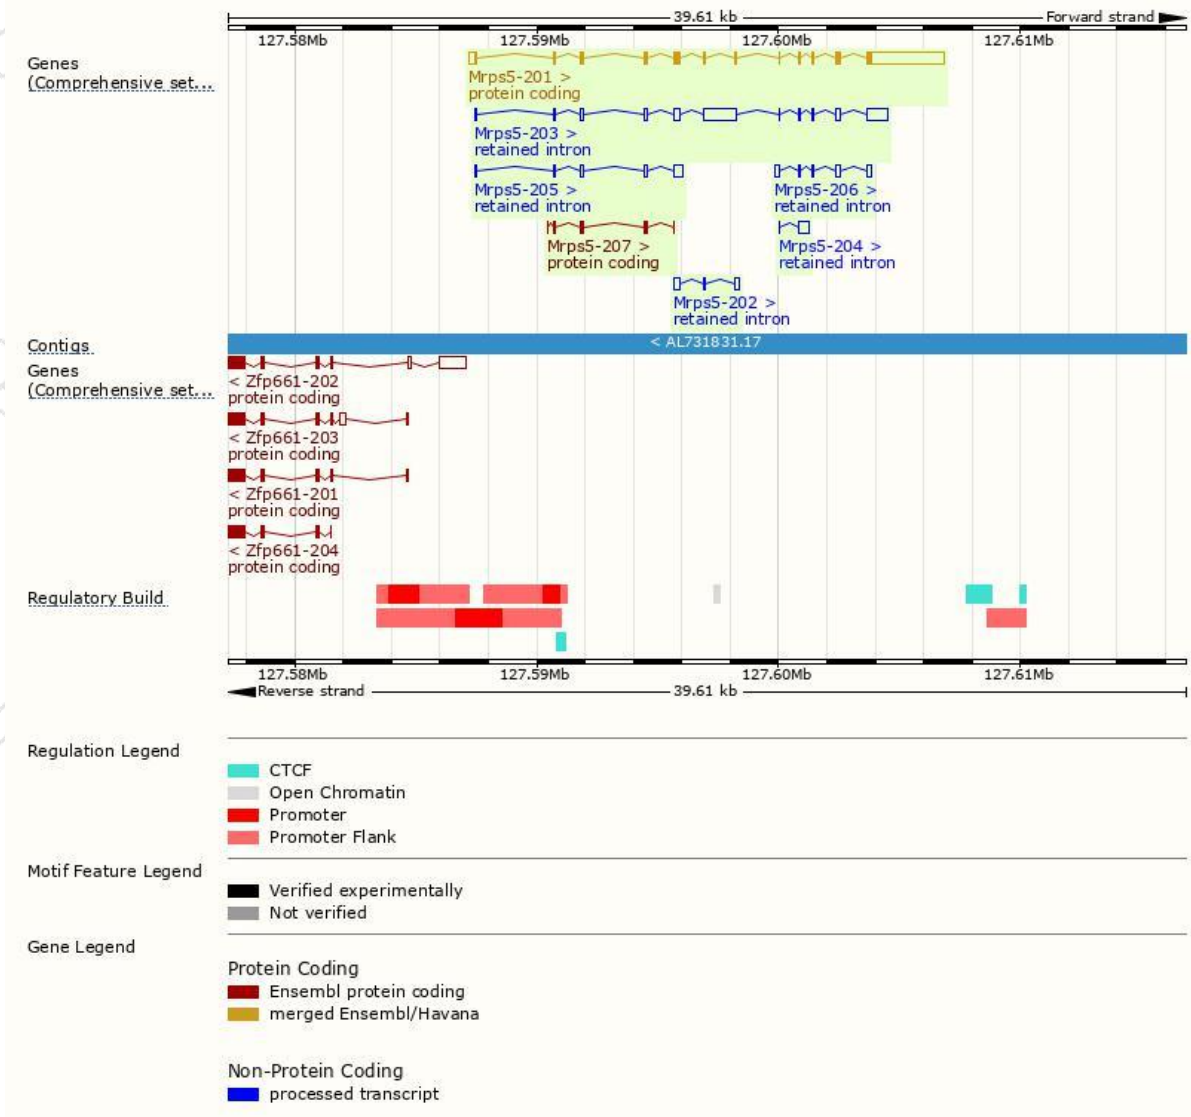 39.61 kb Forward strand
127.58Mb 127.59Mb 127.60Mb 127.61Mb
Genes
(Comprehensive set...
Mrps5-201 >
protein coding
Mrps5-203 >
retained intron
Mrps5-205 > Mrps5-206 >
retained intron retained intron
Mrps5-207 > Mrps5-204 >
protein coding retained intron
Mrps5-202 >
retained intron
Contigs < AL731831.17
Genes
(Comprehensive set...
< Zfp661-202
protein coding
< Zfp661-203
protein coding
< Zfp661-201
protein coding
< Zfp661-204
protein coding
Regulatory Build
127.58Mb 127.59Mb 127.60Mb 127.61Mb
Reverse strand 39.61 kb
Regulation Legend
CTCF
Open Chromatin
Promoter
Promoter Flank
Motif Feature Legend
Verified experimentally
Not verified
Gene Legend
Protein Coding
Ensembl protein coding
merged Ensembl/Havana
Non-Protein Coding
processed transcript